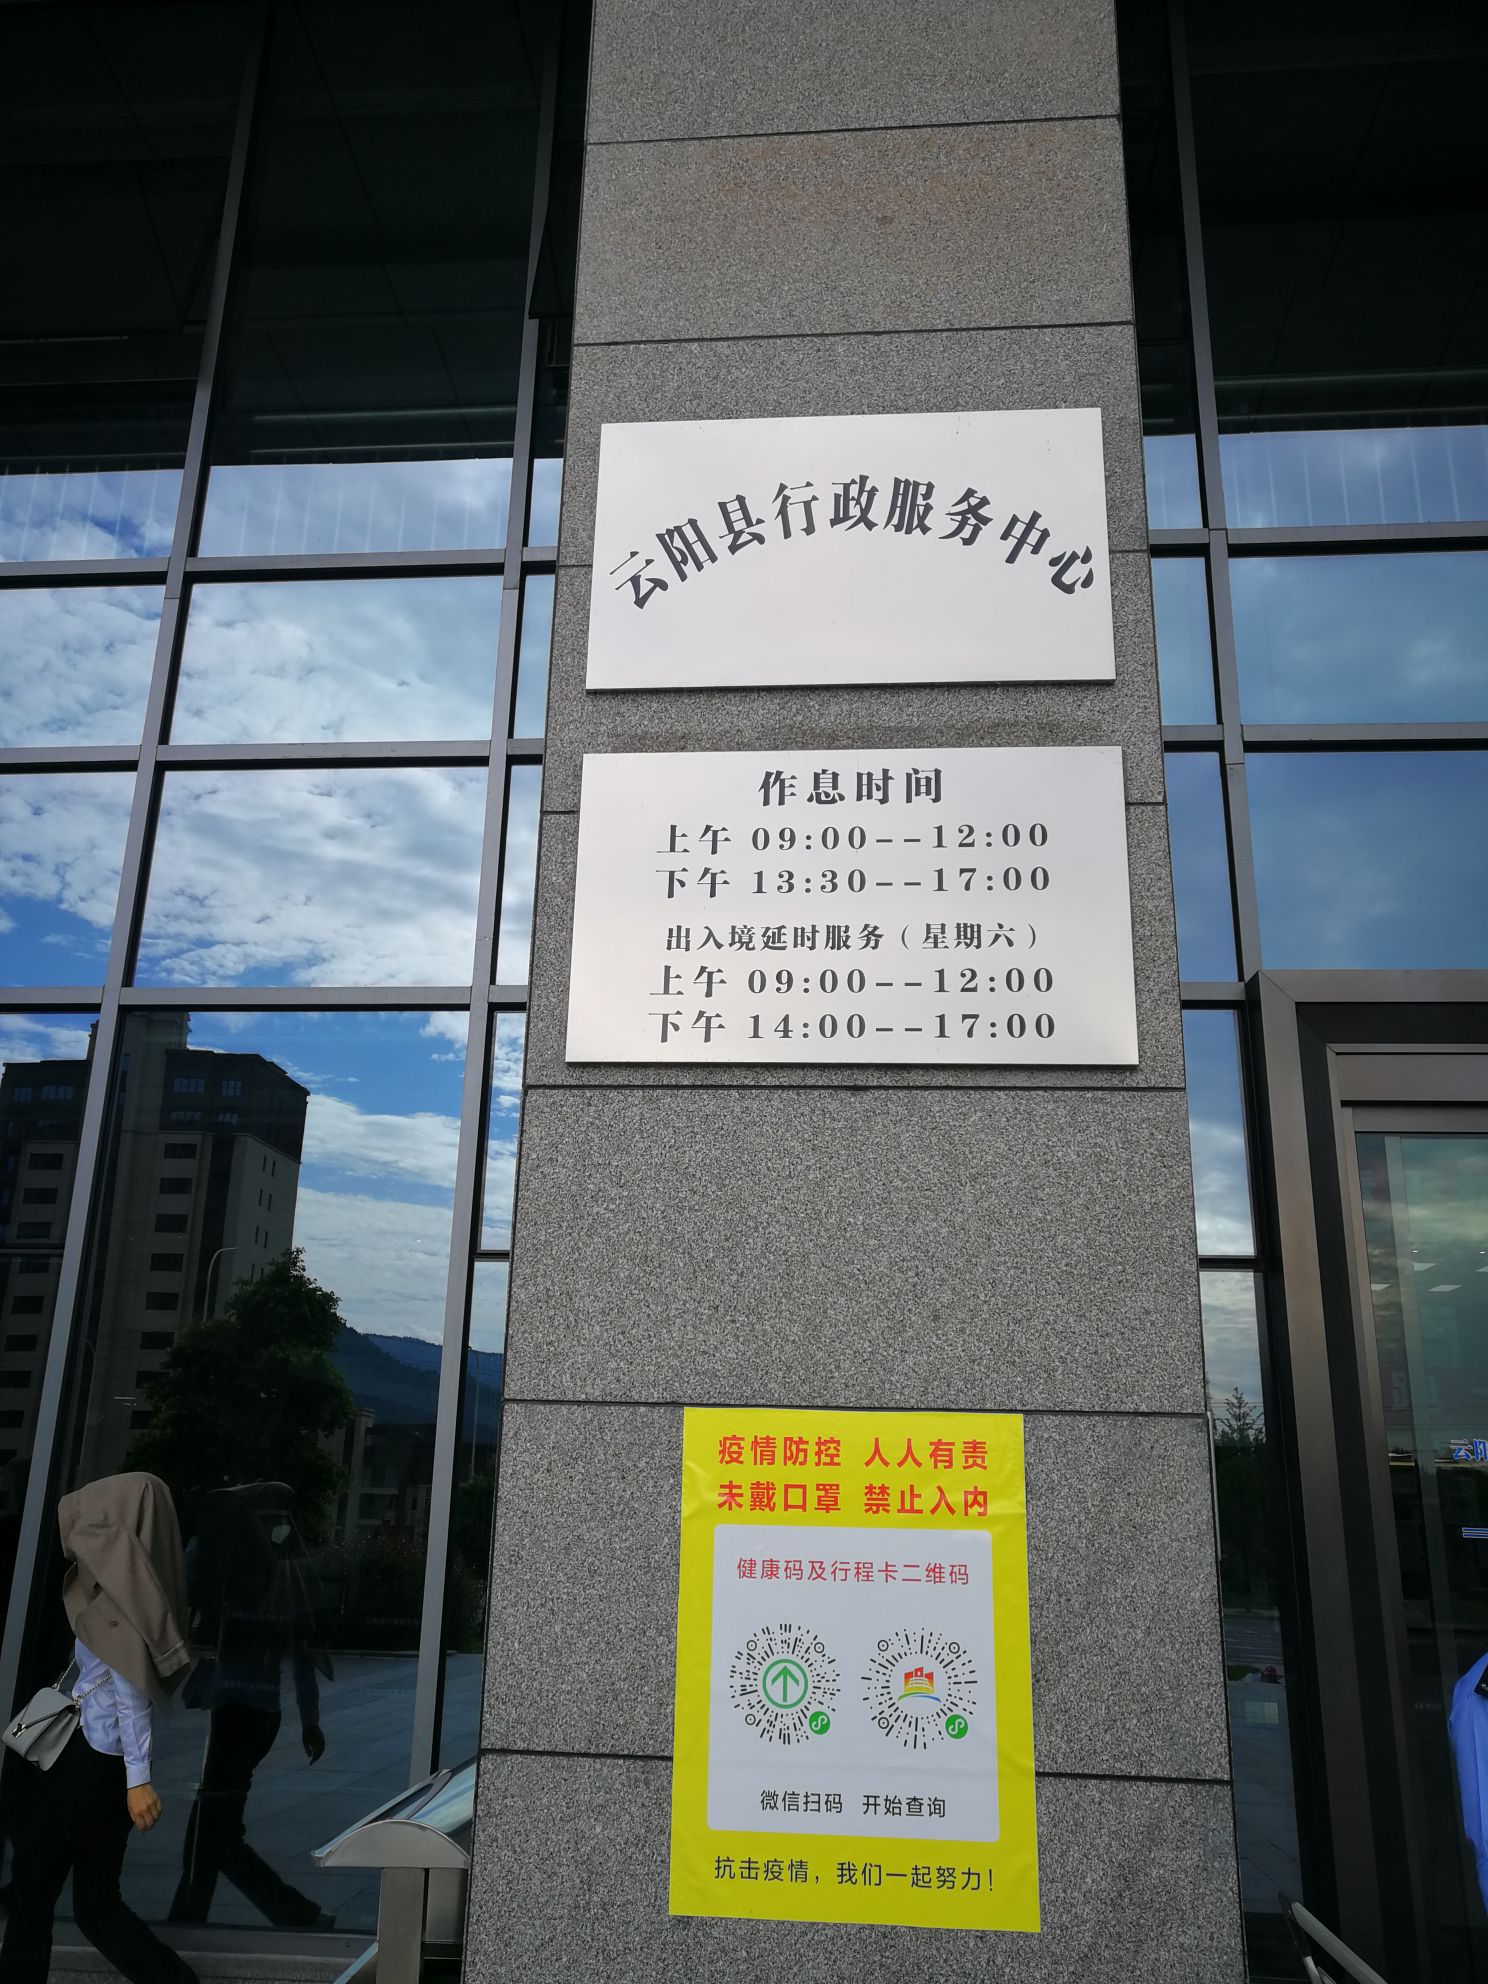 云阳县行政服务中心
作息时间
上午 09:00--12:00
下午 13:30--17:00
出入境延时服务（星期六）
上午 09:00--12:00
下午 14:00--17:00
疫情防控 人人有责
未戴口罩 禁止入内
健康码及行程卡二维码
微信扫码 开始查询
抗击疫情，我们一起努力！
云阳